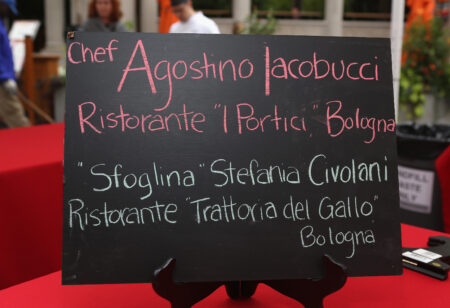 Chef Agostino Iacobucci
Ristorante "I Portici," Bologna
"Sfoglina" Stefania Civolani
Ristorante "Trattoria del Gallo"
Bologna